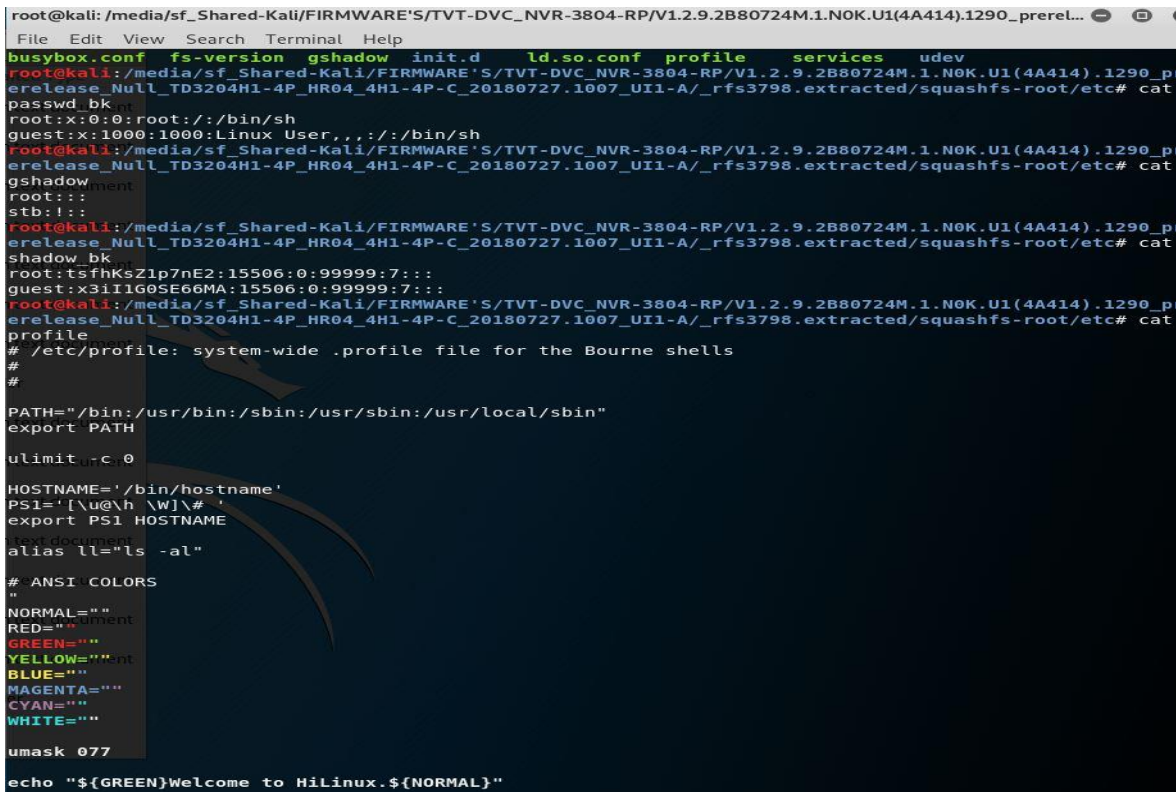 root@kali: /media/sf_Shared-Kali/FIRMWARE'S/TVT-DVC_NVR-3804-RP/V1.2.9.2B80724M.1.N0K.U1(4A414).1290_prerel...
File Edit View Search Terminal Help
busybox.conf fs-version gshadow init.d ld.so.conf profile services udev
root@kali:/media/sf_Shared-Kali/FIRMWARE'S/TVT-DVC_NVR-3804-RP/V1.2.9.2B80724M.1.N0K.U1(4A414).1290_pr
erelease_Null_TD3204H1-4P_HR04_4H1-4P-C_20180727.1007_UI1-A/_rfs3798.extracted/squashfs-root/etc# cat
passwd_bk
root:x:0:0:root:/:/bin/sh
guest:x:1000:1000:Linux User,,,:/:/bin/sh
root@kali:/media/sf_Shared-Kali/FIRMWARE'S/TVT-DVC_NVR-3804-RP/V1.2.9.2B80724M.1.N0K.U1(4A414).1290_pr
erelease_Null_TD3204H1-4P_HR04_4H1-4P-C_20180727.1007_UI1-A/_rfs3798.extracted/squashfs-root/etc# cat
gshadow
root:::
stb:!::
root@kali:/media/sf_Shared-Kali/FIRMWARE'S/TVT-DVC_NVR-3804-RP/V1.2.9.2B80724M.1.N0K.U1(4A414).1290_pr
erelease_Null_TD3204H1-4P_HR04_4H1-4P-C_20180727.1007_UI1-A/_rfs3798.extracted/squashfs-root/etc# cat
shadow_bk
root:tsfhKsZ1p7nE2:15506:0:99999:7:::
guest:x3iI1G0SE66MA:15506:0:99999:7:::
root@kali:/media/sf_Shared-Kali/FIRMWARE'S/TVT-DVC_NVR-3804-RP/V1.2.9.2B80724M.1.N0K.U1(4A414).1290_pr
erelease_Null_TD3204H1-4P_HR04_4H1-4P-C_20180727.1007_UI1-A/_rfs3798.extracted/squashfs-root/etc# cat
profile
# /etc/profile: system-wide .profile file for the Bourne shells
#
#
PATH="/bin:/usr/bin:/sbin:/usr/sbin:/usr/local/sbin"
export PATH
ulimit -c 0
HOSTNAME='/bin/hostname'
PS1='[\u@\h \W]\# '
export PS1 HOSTNAME
alias ll="ls -al"
# ANSI COLORS
"
NORMAL=""
RED=""
GREEN=""
YELLOW=""
BLUE=""
MAGENTA=""
CYAN=""
WHITE=""
umask 077
echo "${GREEN}Welcome to HiLinux.${NORMAL}"